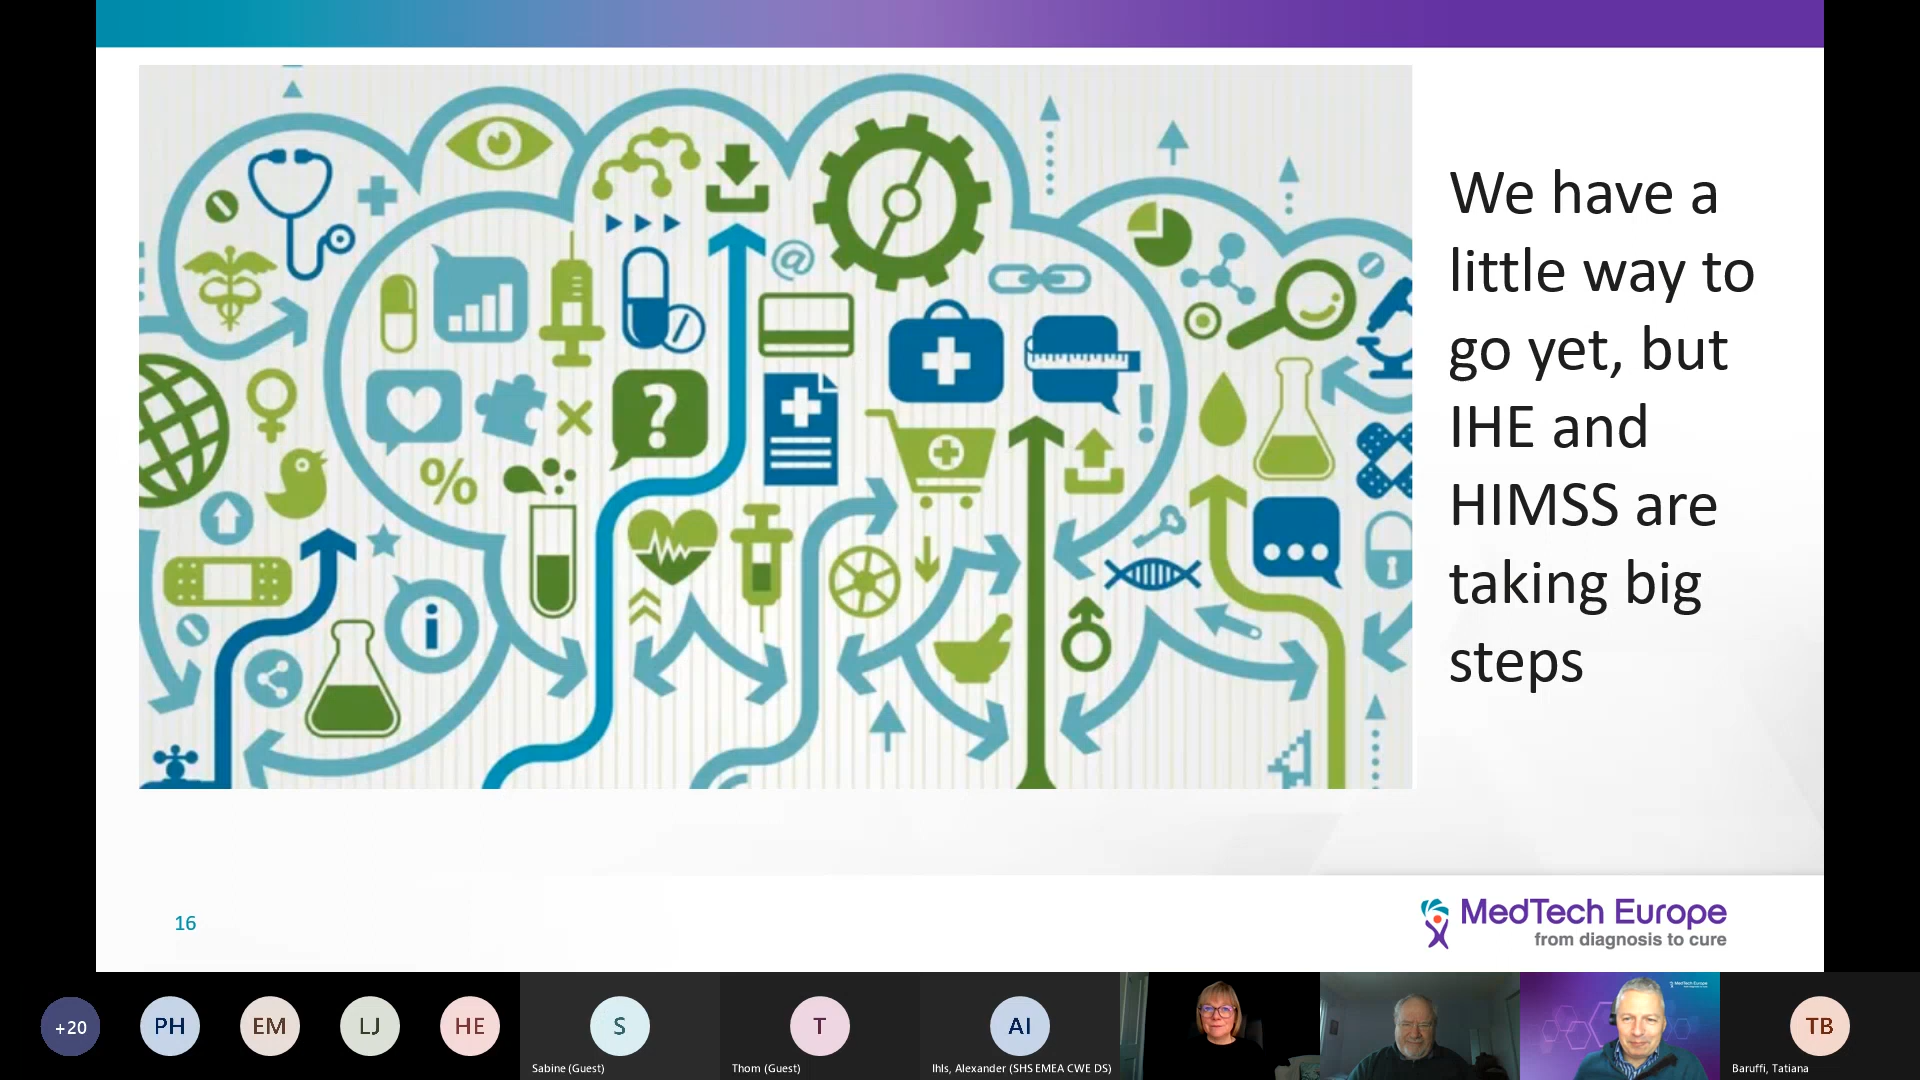 @
?
%
!
i
We have a
little way to
go yet, but
IHE and
HIMSS are
taking big
steps
16
MedTech Europe
from diagnosis to cure
+20
PH
EM
LJ
HE
S
Sabine (Guest)
T
Thom (Guest)
AI
Ihls, Alexander (SHS EMEA CWE DS)
MedTech Europe
TB
Baruffi, Tatiana